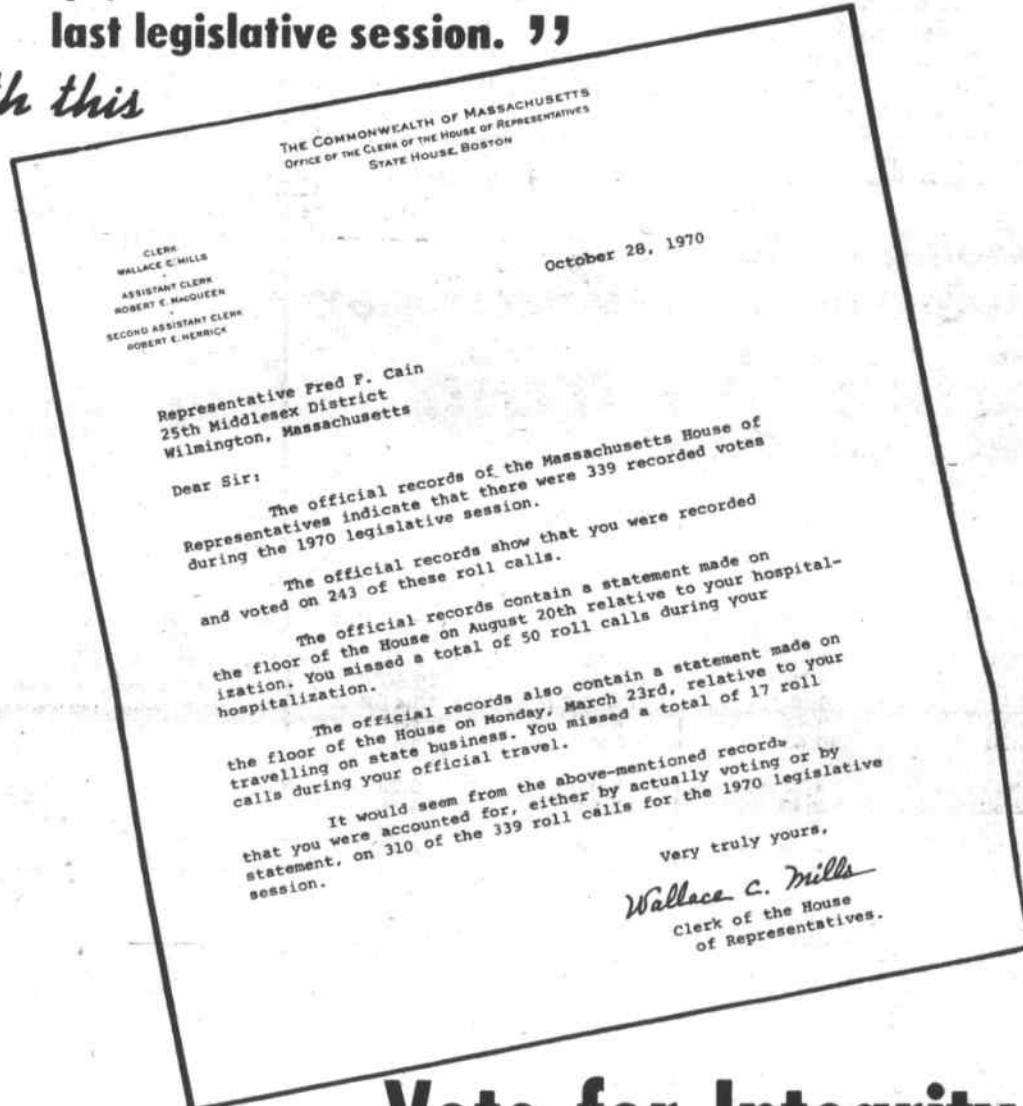 last legislative session. ”
this
THE COMMONWEALTH OF MASSACHUSETTS
OFFICE OF THE CLERK OF THE HOUSE OF REPRESENTATIVES
STATE HOUSE, BOSTON
CLERK
WALLACE C. MILLS
ASSISTANT CLERK
ROBERT E. MACQUEEN
SECOND ASSISTANT CLERK
ROBERT E. HERRICK
October 28, 1970
Representative Fred F. Cain
25th Middlesex District
Wilmington, Massachusetts
Dear Sir:
The official records of the Massachusetts House of
Representatives indicate that there were 339 recorded votes
during the 1970 legislative session.
The official records show that you were recorded
and voted on 243 of these roll calls.
The official records contain a statement made on
the floor of the House on August 20th relative to your hospital-
ization. You missed a total of 50 roll calls during your
hospitalization.
The official records also contain a statement made on
the floor of the House on Monday, March 23rd, relative to your
travelling on state business. You missed a total of 17 roll
calls during your official travel.
It would seem from the above-mentioned records
that you were accounted for, either by actually voting or by
statement, on 310 of the 339 roll calls for the 1970 legislative
session.
Very truly yours,
Wallace C. Mills
Clerk of the House
of Representatives.
Vote for Integrity